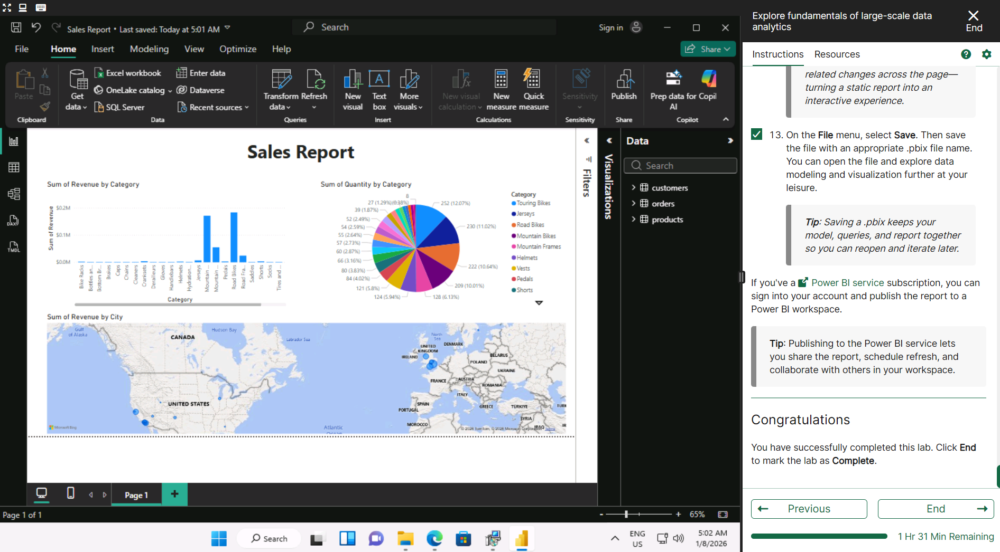 Sales Report • Last saved: Today at 5:01 AM
Search
Sign in
File
Home
Insert
Modeling
View
Optimize
Help
Share
Paste
Clipboard
Get data
Excel workbook
OneLake catalog
SQL Server
Enter data
Dataverse
Recent sources
Data
Transform data
Refresh
Queries
New visual
Text box
More visuals
Insert
New visual calculation
New measure
Quick measure
Calculations
Sensitivity
Sensitivity
Publish
Share
Prep data for AI
Copil
Copilot
DAX
TMDL
Sales Report
Sum of Revenue by Category
Sum of Revenue
$0.2M
$0.1M
$0.0M
Bike Racks
Bottles an...
Bottom Br...
Brakes
Caps
Chains
Cleaners
Cranksets
Derailleurs
Gloves
Handlebars
Helmets
Hydration...
Jerseys
Mountain ...
Mountain ...
Pedals
Road Bikes
Road Fra...
Saddles
Shorts
Socks
Tires and ...
Category
Sum of Quantity by Category
8
27 (1.29%)
(0.38%)
39 (1.87%)
52 (2.49%)
54 (2.59%)
55 (2.64%)
57 (2.73%)
60 (2.87%)
66 (3.16%)
80 (3.83%)
84 (4.02%)
121 (5.8%)
124 (5.94%)
128 (6.13%)
209 (10.01%)
222 (10.64%)
230 (11.02%)
252 (12.07%)
Category
Touring Bikes
Jerseys
Road Bikes
Mountain Bikes
Mountain Frames
Helmets
Vests
Pedals
Shorts
Sum of Revenue by City
Gulf of Alaska
CANADA
Hudson Bay
Labrador Sea
UNITED STATES
Atlantic
Ocean
North Sea
UNITED KINGDOM
DENMARK
IRELAND
BELARUS
POLAND
UKRAINE
FRANCE
AUSTRIA
ROMANIA
ITALY
SPAIN
PORTUGAL
GREECE
TÜRKIYE
SYRIA
MOROCCO
IRAQ
Microsoft Bing
© 2026 TomTom, © 2026 Microsoft Corporation Terms
Filters
Visualizations
Data
Search
customers
orders
products
Page 1
Page 1 of 1
- + 65%
Search
ENG
US
5:02 AM
1/8/2026
Explore fundamentals of large-scale data
analytics
End
Instructions
Resources
related changes across the page—
turning a static report into an
interactive experience.
13. On the File menu, select Save. Then save
the file with an appropriate .pbix file name.
You can open the file and explore data
modeling and visualization further at your
leisure.
Tip: Saving a .pbix keeps your
model, queries, and report together
so you can reopen and iterate later.
If you've a Power BI service subscription, you can
sign into your account and publish the report to a
Power BI workspace.
Tip: Publishing to the Power BI service lets
you share the report, schedule refresh, and
collaborate with others in your workspace.
Congratulations
You have successfully completed this lab. Click End
to mark the lab as Complete.
Previous
End
1 Hr 31 Min Remaining